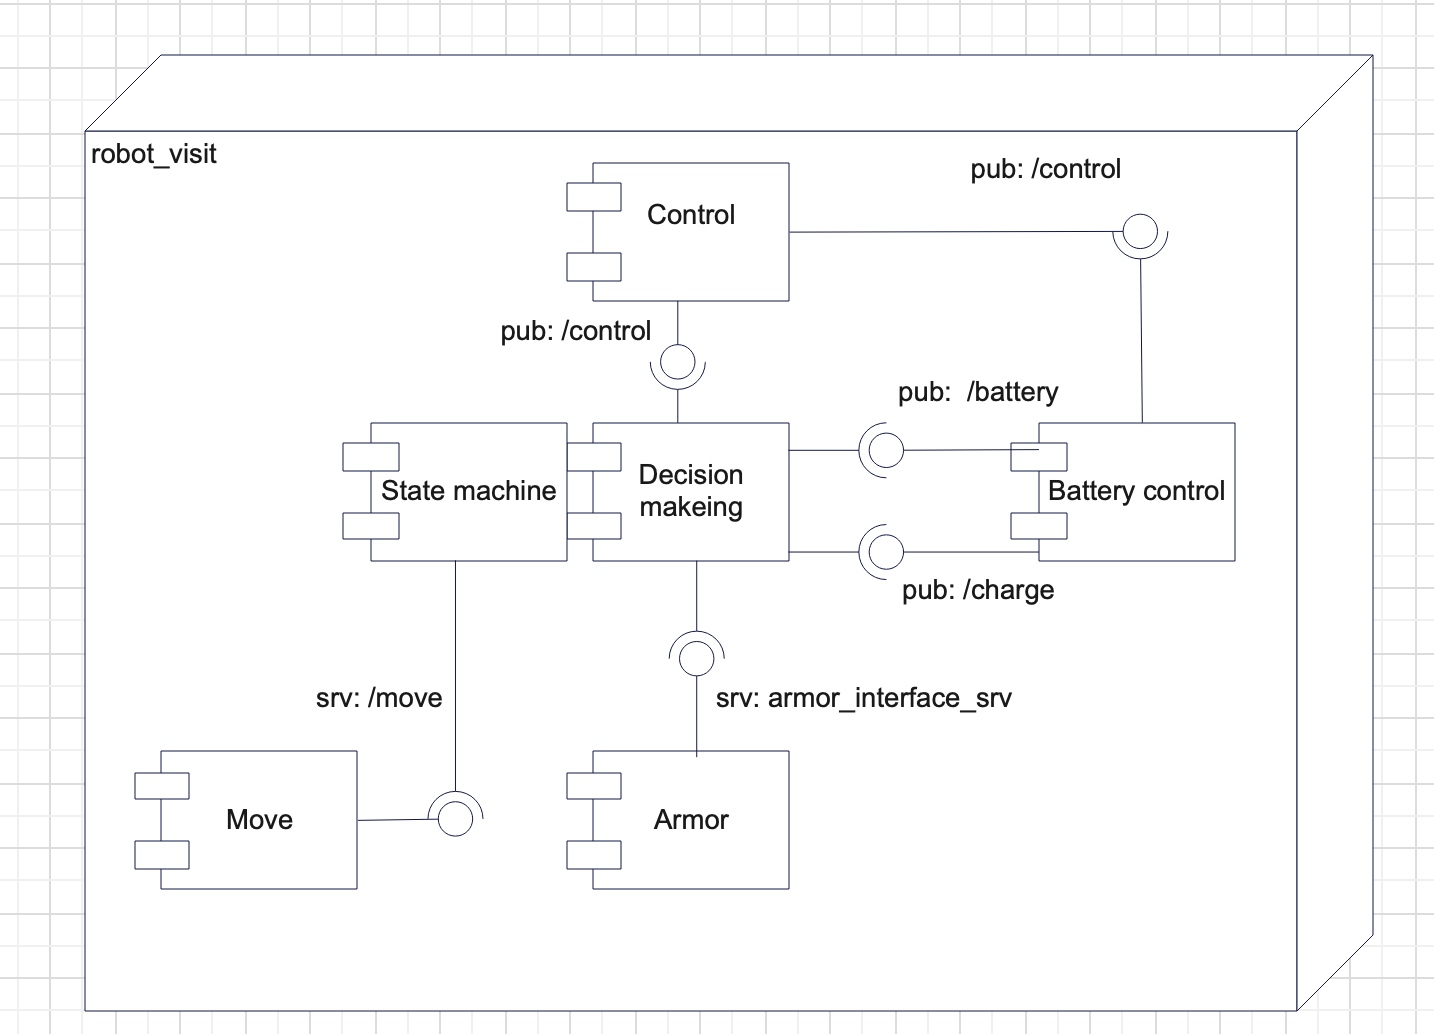 robot_visit
pub: /control
Control
pub: /control
pub:  /battery
State machine
Decision
makeing
Battery control
pub: /charge
srv: /move
srv: armor_interface_srv
Move
Armor